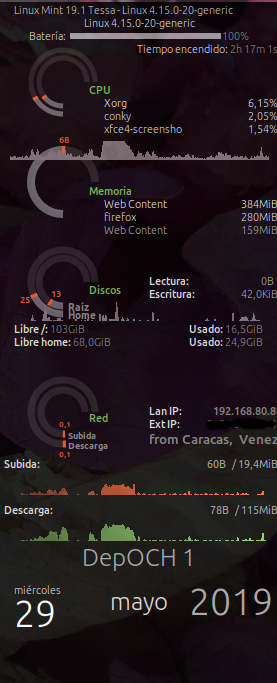 Linux Mint 19.1 Tessa - Linux 4.15.0-20-generic
Linux 4.15.0-20-generic
Batería: 100%
Tiempo encendido: 2h 17m 1s
CPU
Xorg 6,15%
conky 2,05%
xfce4-screensho 1,54%
68
Memoria
Web Content 384MiB
firefox 280MiB
Web Content 159MiB
Discos
Lectura: 0B
Escritura: 42,0KiB
25 13
Raiz
Home
Libre /: 103GiB Usado: 16,5GiB
Libre home: 68,0GiB Usado: 24,9GiB
Red
Lan IP: 192.168.80.8
Ext IP:
from Caracas, Venez
0,1
Subida
Descarga
0,1
Subida: 60B / 19,4MiB
Descarga: 78B / 115MiB
DepOCH 1
miércoles
29 mayo 2019